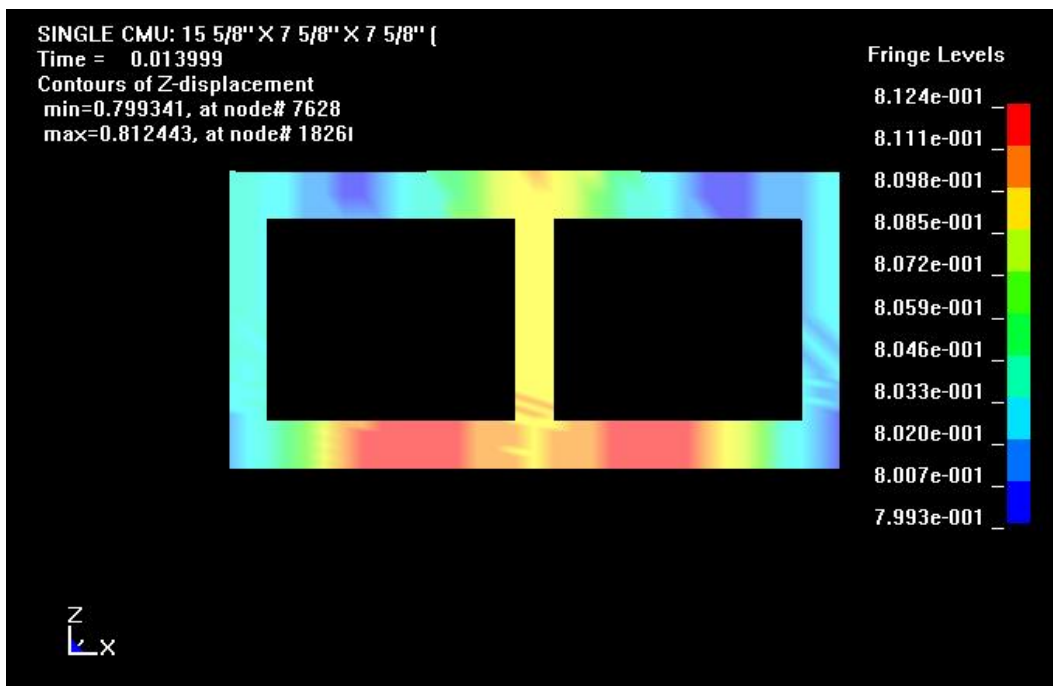 SINGLE CMU: 15 5/8" X 7 5/8" X 7 5/8" (
Time = 0.013999
Contours of Z-displacement
min=0.799341, at node# 7628
max=0.812443, at node# 1826
Fringe Levels
8.124e-001
8.111e-001
8.098e-001
8.085e-001
8.072e-001
8.059e-001
8.046e-001
8.033e-001
8.020e-001
8.007e-001
7.993e-001
Z
X